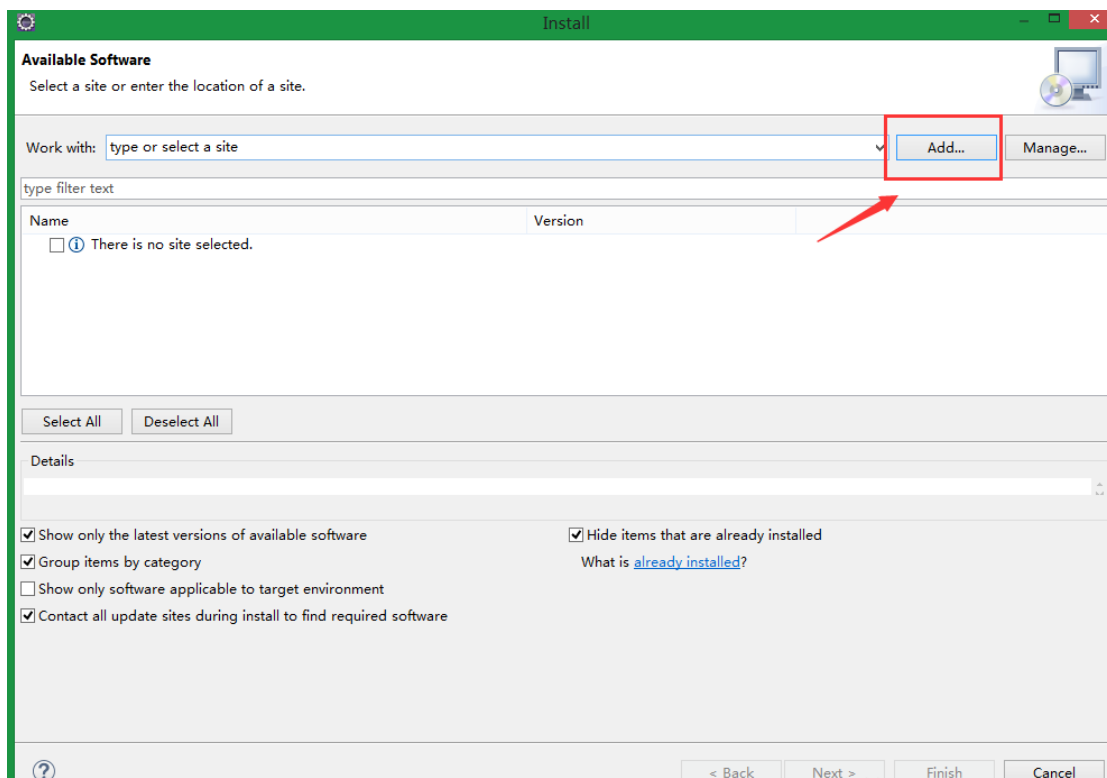 Install
Available Software
Select a site or enter the location of a site.
Work with: type or select a site Add... Manage...
type filter text
Name Version
There is no site selected.
Select All Deselect All
Details
Show only the latest versions of available software Hide items that are already installed
Group items by category What is already installed?
Show only software applicable to target environment
Contact all update sites during install to find required software
? < Back Next > Finish Cancel